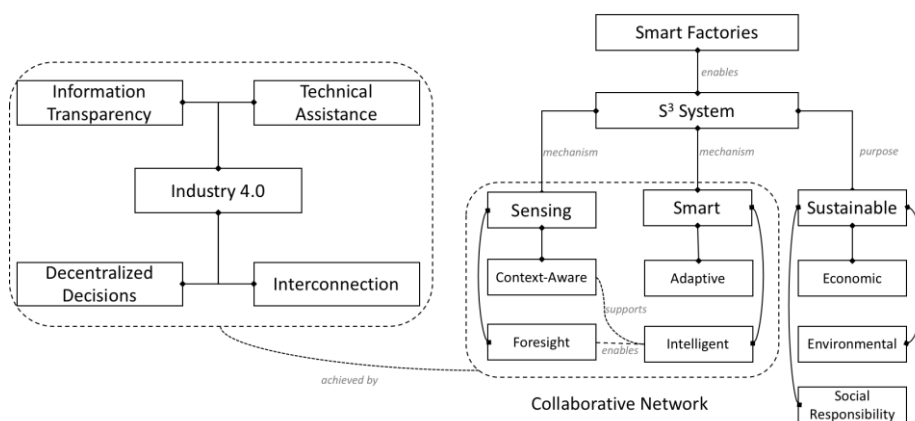 Information
Transparency
Technical
Assistance
Industry 4.0
Decentralized
Decisions
Interconnection
achieved by
Smart Factories
enables
S³ System
mechanism
mechanism
purpose
Sensing
Smart
Sustainable
Context-Aware
Adaptive
Economic
supports
Foresight
enables
Intelligent
Environmental
Collaborative Network
Social
Responsibility